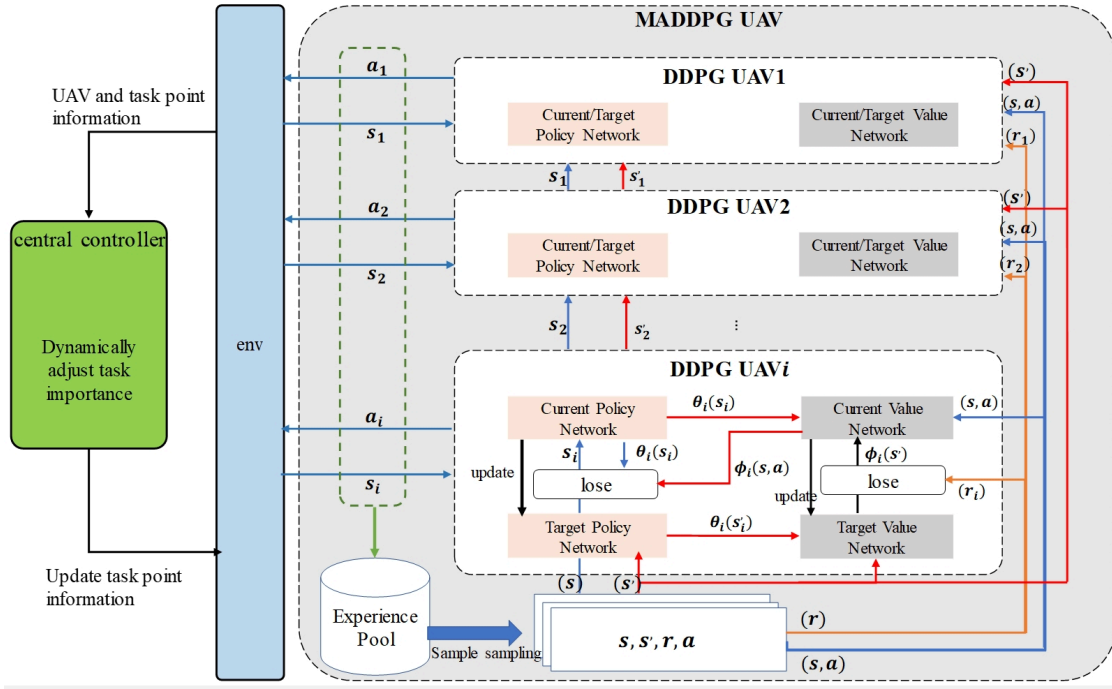 MADDPG UAV
UAV and task point
information
central controller
Dynamically
adjust task
importance
Update task point
information
env
a₁
s₁
a₂
s₂
aᵢ
sᵢ
DDPG UAV1
Current/Target
Policy Network
Current/Target Value
Network
(s')
(s, a)
(r₁)
s₁
s'₁
DDPG UAV2
Current/Target
Policy Network
Current/Target Value
Network
(s')
(s, a)
(r₂)
s₂
s'₂
⋮
DDPG UAVi
Current Policy
Network
θᵢ(sᵢ)
Current Value
Network
(s, a)
sᵢ
θᵢ(sᵢ)
ϕᵢ(s, a)
ϕᵢ(s')
update
lose
update
lose
(rᵢ)
Target Policy
Network
θᵢ(s'ᵢ)
Target Value
Network
(s)
(s')
Experience
Pool
Sample sampling
s, s', r, a
(r)
(s, a)